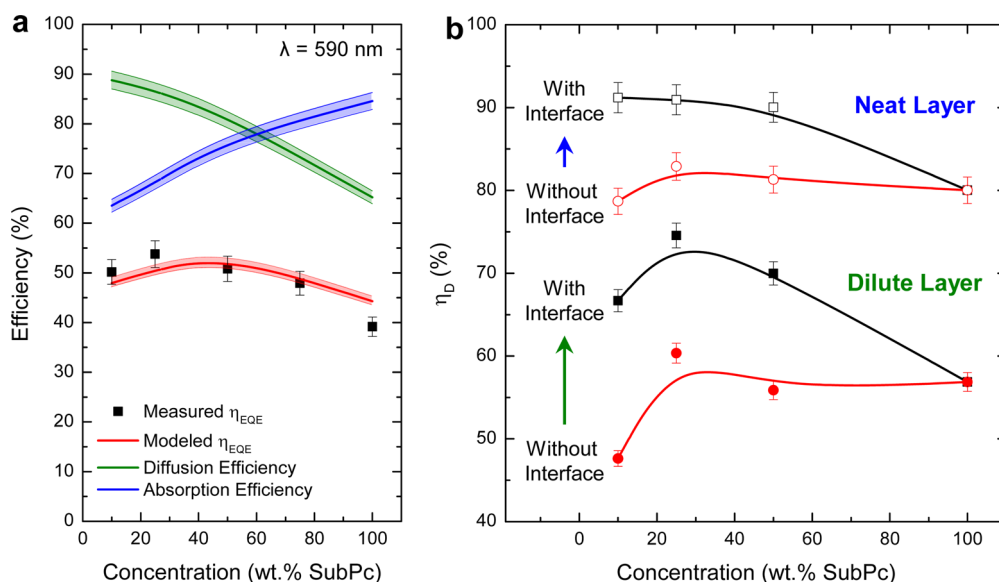 a
λ = 590 nm
Efficiency (%)
100
90
80
70
60
50
40
30
20
10
0
Measured ηEQE
Modeled ηEQE
Diffusion Efficiency
Absorption Efficiency
0 20 40 60 80 100
Concentration (wt.% SubPc)
b
ηD (%)
100
90
80
70
60
50
40
With
Interface
Neat Layer
Without
Interface
With
Interface
Dilute Layer
Without
Interface
0 20 40 60 80 100
Concentration (wt.% SubPc)